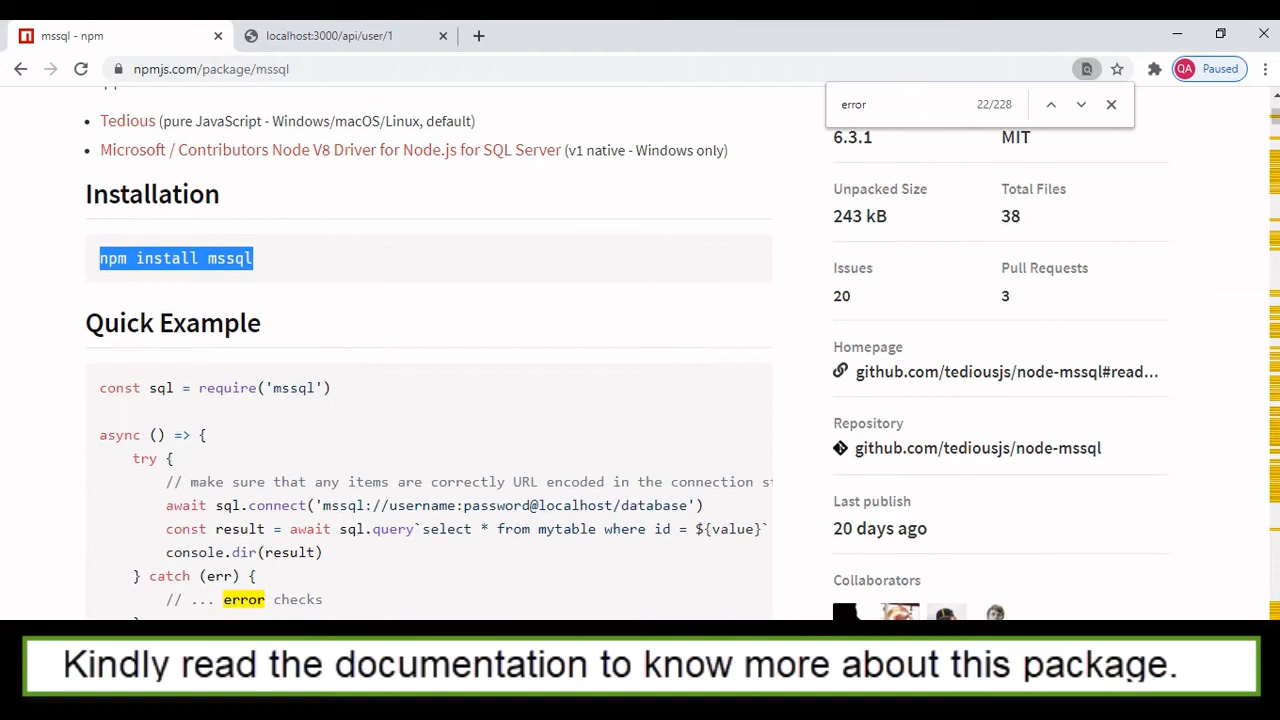 mssql - npm
localhost:3000/api/user/1
npmjs.com/package/mssql
QA Paused
error 22/228
Tedious (pure JavaScript - Windows/macOS/Linux, default)
Microsoft / Contributors Node V8 Driver for Node.js for SQL Server (v1 native - Windows only)
Installation
npm install mssql
Quick Example
const sql = require('mssql')
async () => {
try {
// make sure that any items are correctly URL encoded in the connection st
await sql.connect('mssql://username:password@localhost/database')
const result = await sql.query`select * from mytable where id = ${value}`
console.dir(result)
} catch (err) {
// ... error checks
6.3.1 MIT
Unpacked Size Total Files
243 kB 38
Issues Pull Requests
20 3
Homepage
github.com/tediousjs/node-mssql#read...
Repository
github.com/tediousjs/node-mssql
Last publish
20 days ago
Collaborators
Kindly read the documentation to know more about this package.